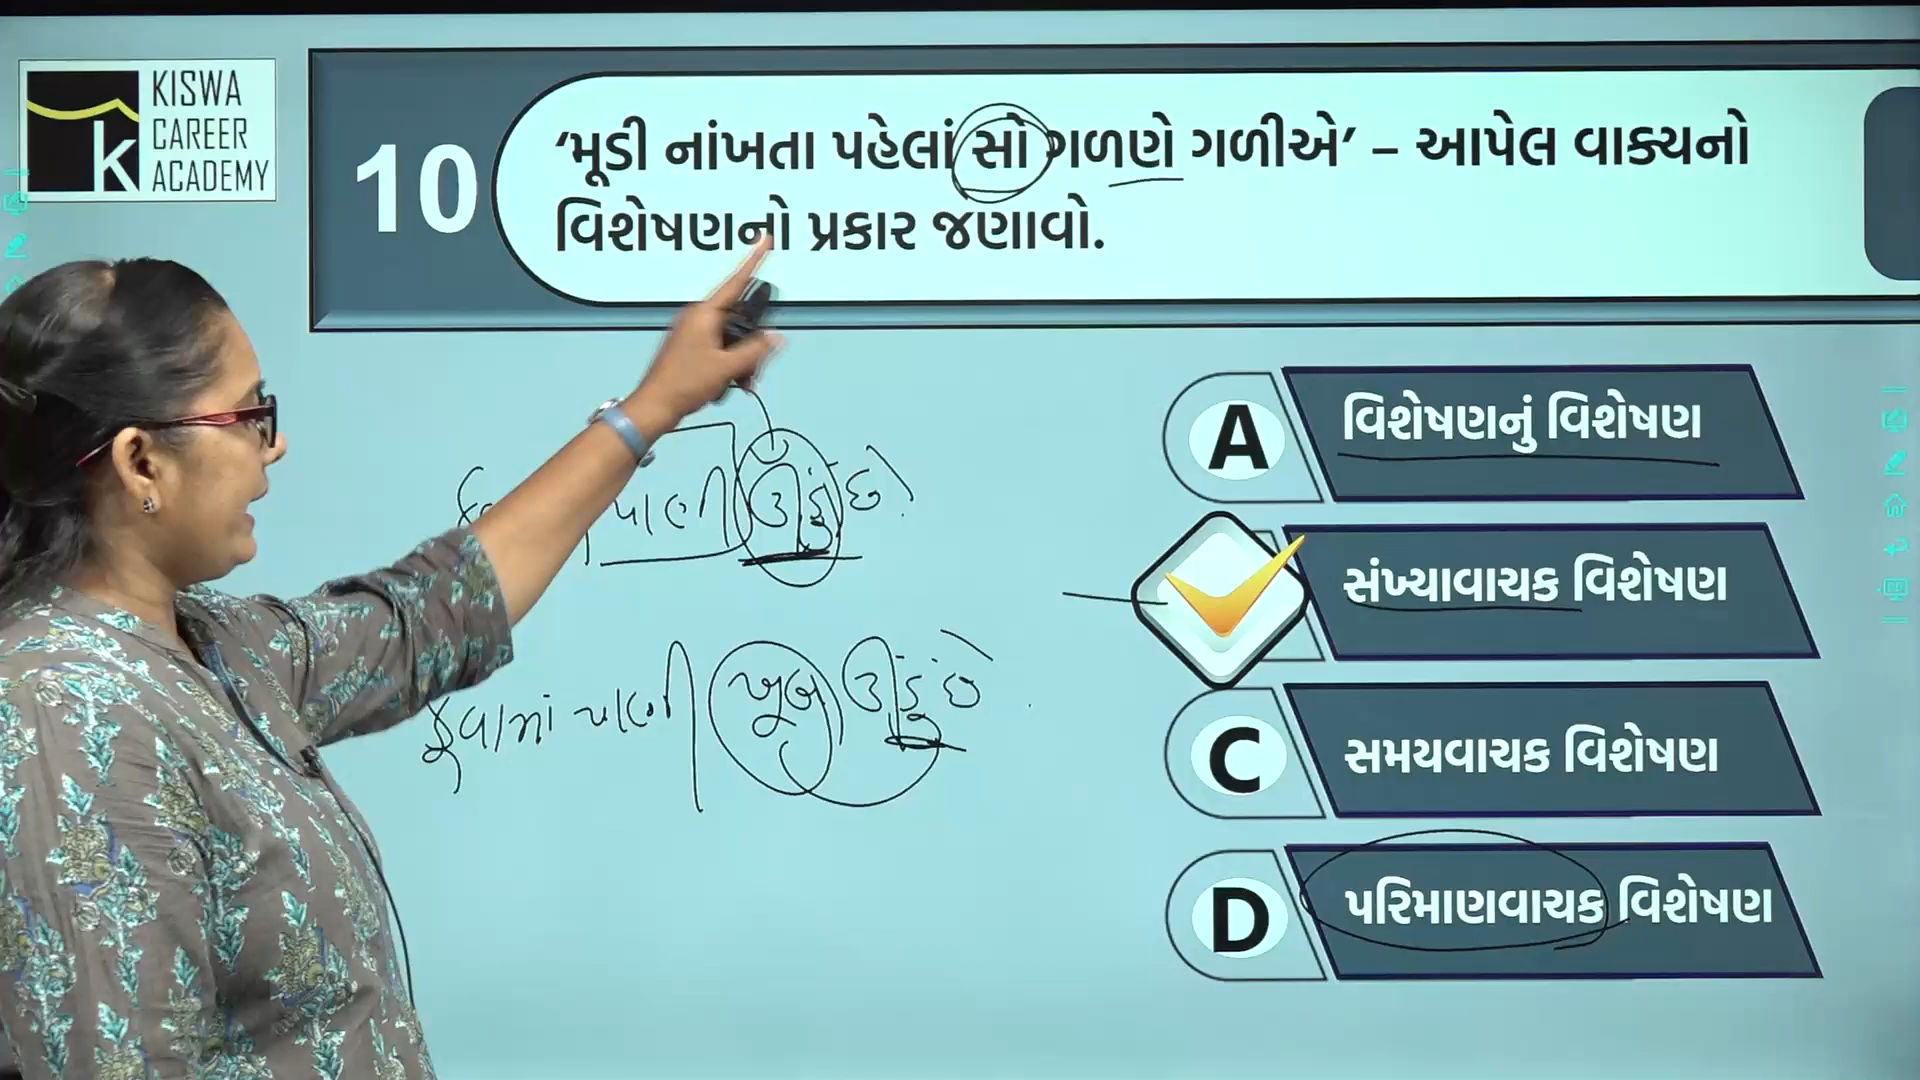 KISWA
CAREER
ACADEMY
k
10
‘મૂડી નાંખતા પહેલાં સો ગળણે ગળીએ’ – આપેલ વાક્યનો
વિશેષણનો પ્રકાર જણાવો.
A વિશેષણનું વિશેષણ
સંખ્યાવાચક વિશેષણ
C સમયવાચક વિશેષણ
D પરિમાણવાચક વિશેષણ
પાણી ઊંડું છે.
કૂવામાં પાણી ખૂબ ઊંડું છે